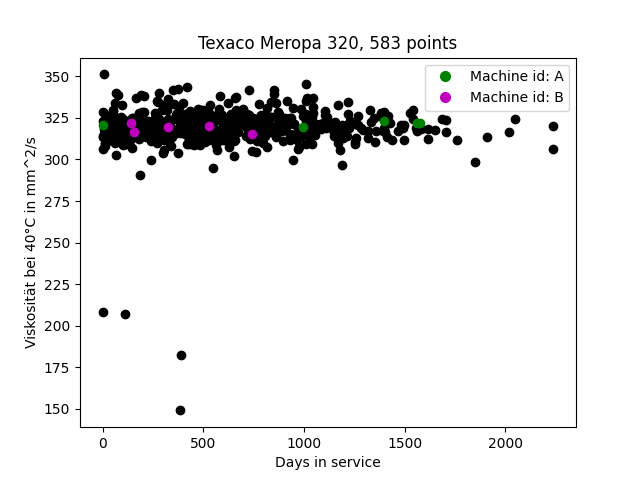 Texaco Meropa 320, 583 points
Machine id: A
Machine id: B
Viskosität bei 40°C in mm^2/s
350
325
300
275
250
225
200
175
150
0
500
1000
1500
2000
Days in service